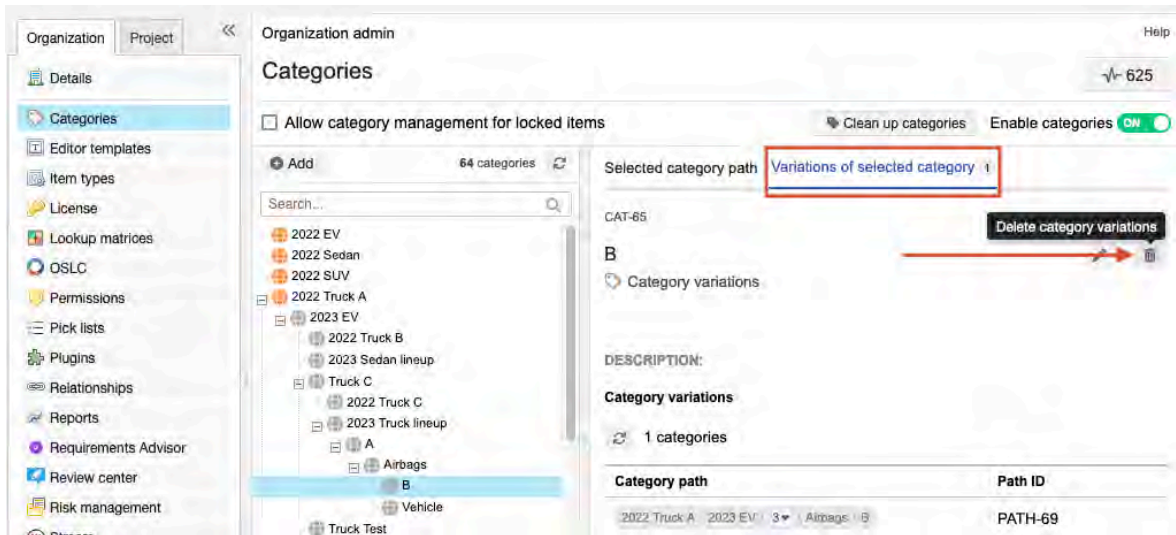 Organization Project
Organization admin
Help
Categories
625
Details
Categories
Editor templates
Item types
License
Lookup matrices
OSLC
Permissions
Pick lists
Plugins
Relationships
Reports
Requirements Advisor
Review center
Risk management
Allow category management for locked items
Clean up categories
Enable categories ON
Add
64 categories
Search...
2022 EV
2022 Sedan
2022 SUV
2022 Truck A
2023 EV
2022 Truck B
2023 Sedan lineup
Truck C
2022 Truck C
2023 Truck lineup
A
Airbags
B
Vehicle
Truck Test
Selected category path
Variations of selected category 1
CAT-65
Delete category variations
B
Category variations
DESCRIPTION:
Category variations
1 categories
Category path Path ID
2022 Truck A 2023 EV 3 Airbags B PATH-69